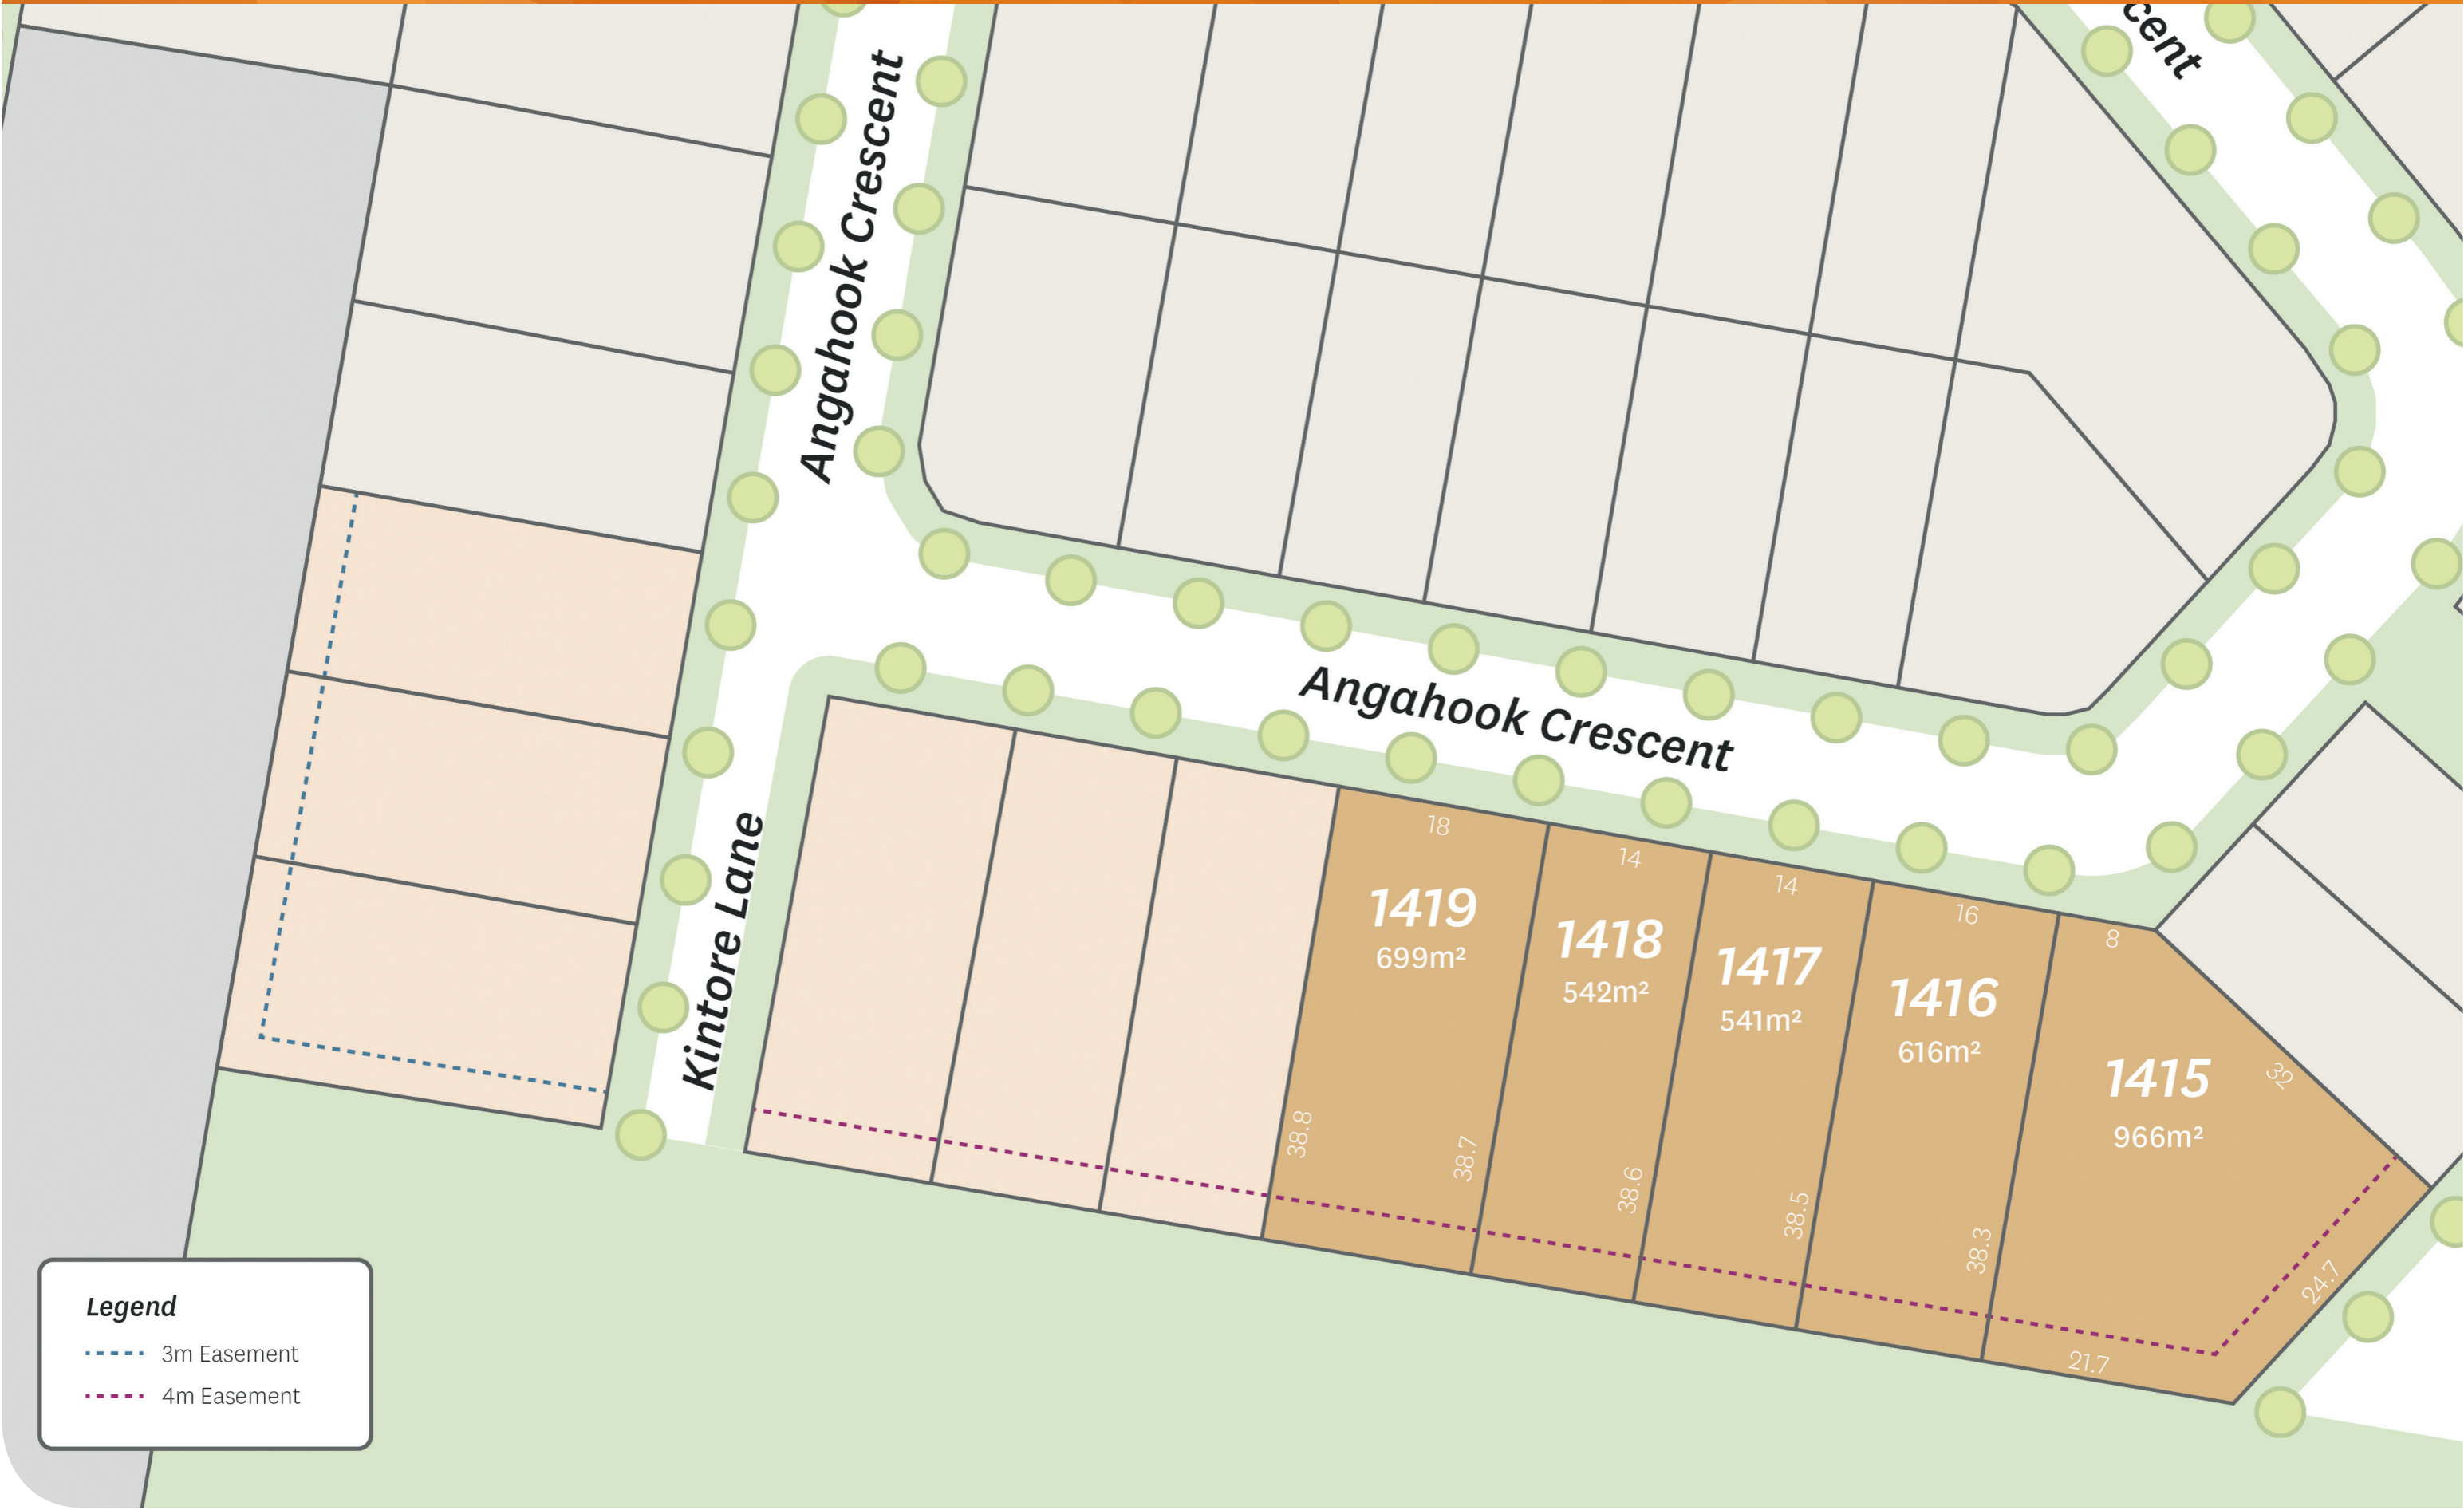 cent
Angahook Crescent
Angahook Crescent
Kintore Lane
18
1419
699m²
38.8
38.7
14
1418
542m²
38.6
14
1417
541m²
38.5
16
1416
616m²
38.3
8
1415
966m²
32
24.7
21.7
Legend
3m Easement
4m Easement